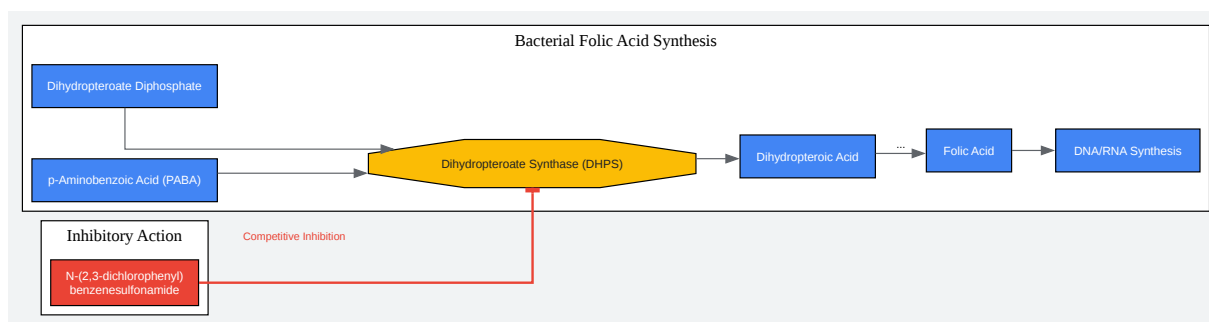 Bacterial Folic Acid Synthesis
Dihydropteroate Diphosphate
p-Aminobenzoic Acid (PABA)
Dihydropteroate Synthase (DHPS)
Dihydropteroic Acid
...
Folic Acid
DNA/RNA Synthesis
Inhibitory Action
Competitive Inhibition
N-(2,3-dichlorophenyl)
benzenesulfonamide